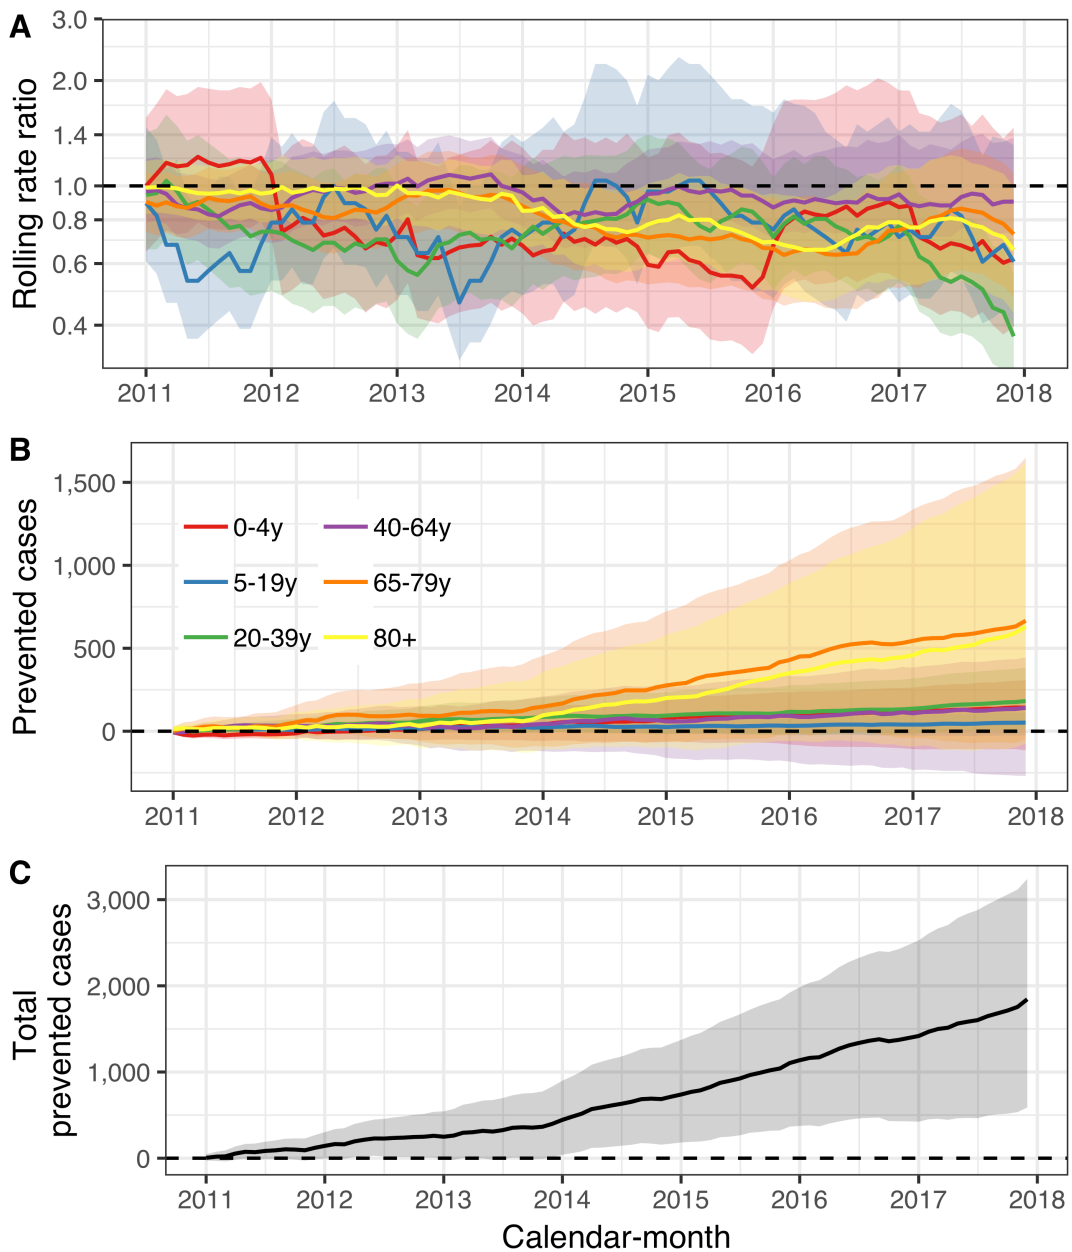 A
Rolling rate ratio
3.0
2.0
1.4
1.0
0.8
0.6
0.4
2011 2012 2013 2014 2015 2016 2017 2018
B
Prevented cases
1,500
1,000
500
0
0-4y 40-64y
5-19y 65-79y
20-39y 80+
2011 2012 2013 2014 2015 2016 2017 2018
C
Total
prevented cases
3,000
2,000
1,000
0
2011 2012 2013 2014 2015 2016 2017 2018
Calendar-month